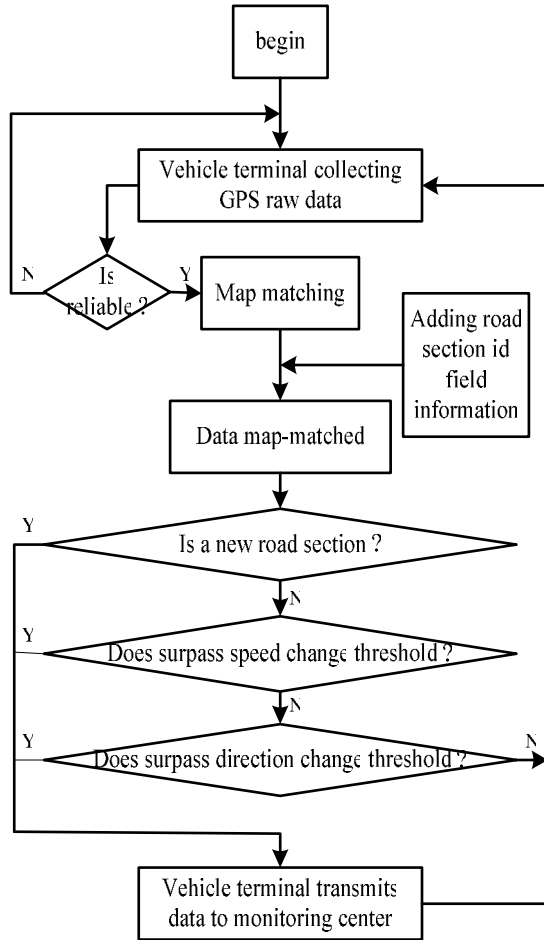 begin
Vehicle terminal collecting
GPS raw data
N
Is
reliable ?
Y
Map matching
Adding road
section id
field
information
Data map-matched
Y
Is a new road section ?
N
Y
Does surpass speed change threshold ?
N
Y
Does surpass direction change threshold ?
N
Vehicle terminal transmits
data to monitoring center